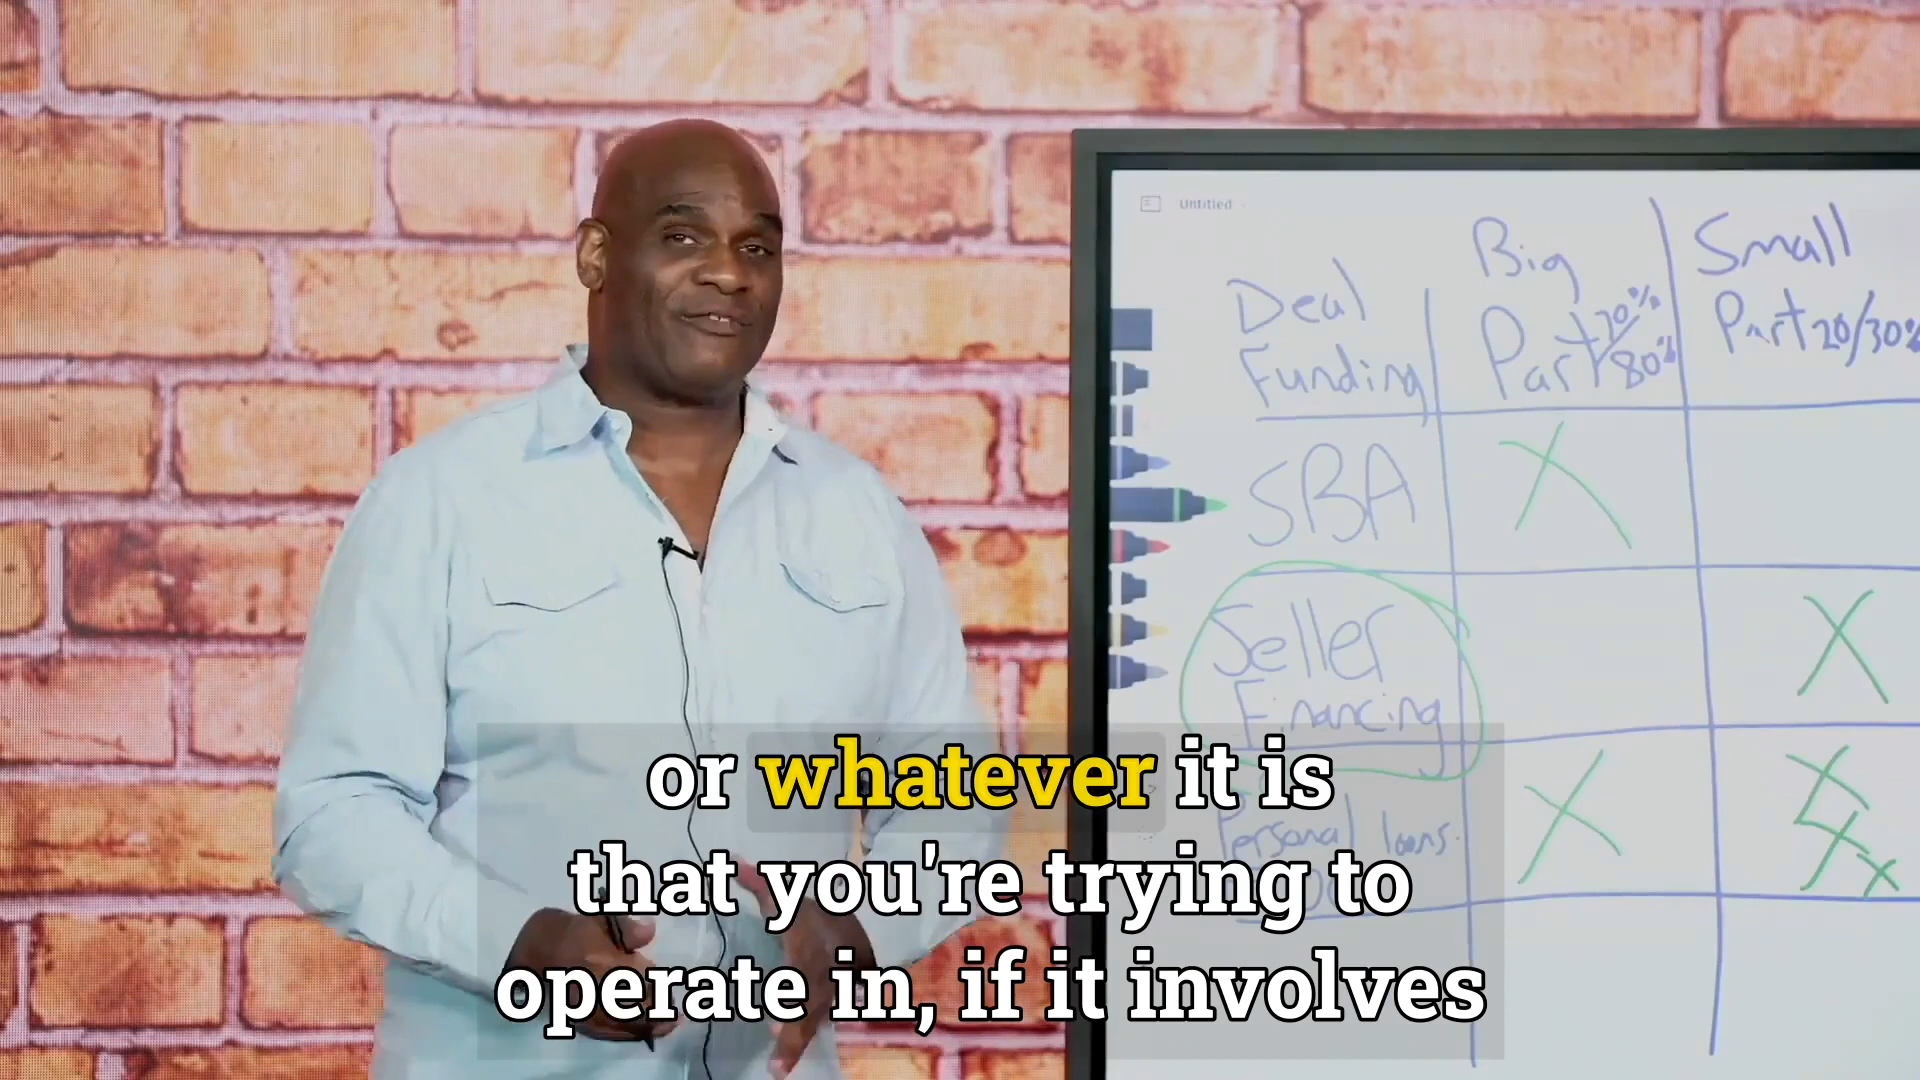 Untitled
Deal
Funding
Big
Part 70%/80%
Small
Part 20/30%
SBA
X
Seller
Financing
X
Personal loans.
X
X
X
X
or whatever it is
that you're trying to
operate in, if it involves